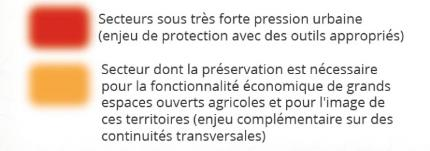 Secteurs sous très forte pression urbaine
(enjeu de protection avec des outils appropriés)
Secteur dont la préservation est nécessaire
pour la fonctionnalité économique de grands
espaces ouverts agricoles et pour l'image de
ces territoires (enjeu complémentaire sur des
continuités transversales)